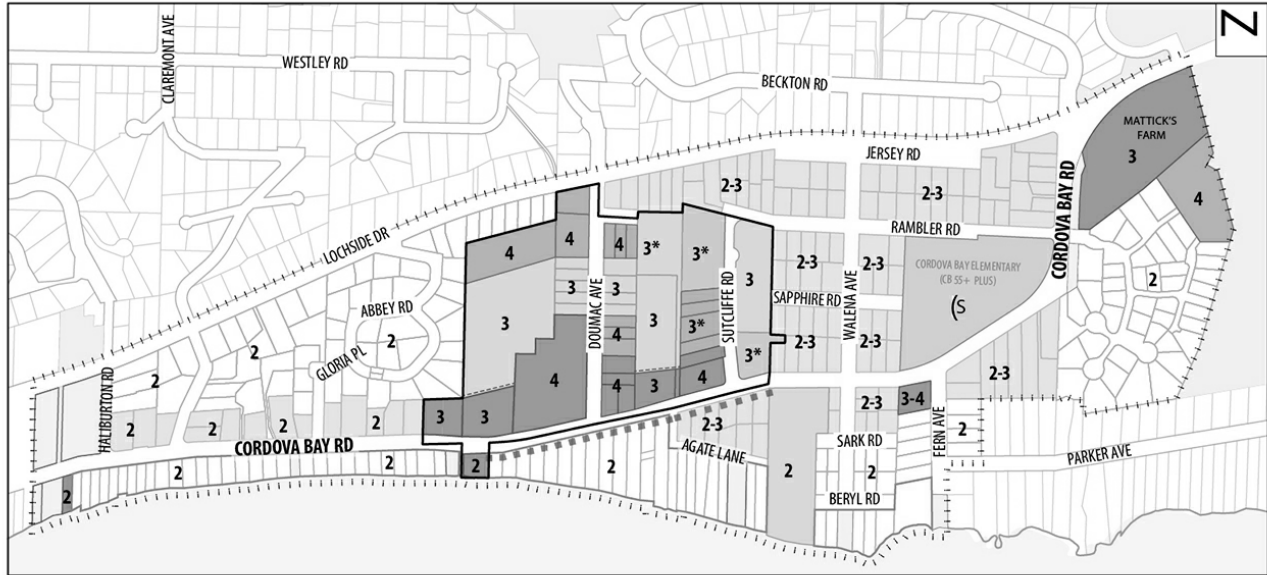 N
CLAREMONT AVE
WESTLEY RD
BECKTON RD
MATTICK'S
FARM
3
JERSEY RD
2-3
2-3
4
CORDOVA BAY RD
RAMBLER RD
LOCHSIDE DR
4
4
4
3*
3*
3
2-3
2-3
CORDOVA BAY ELEMENTARY
(CB 55+ PLUS)
(S
2
DOUMAC AVE
SUTCLIFFE RD
WALENA AVE
SAPPHIRE RD
ABBEY RD
3
3
3
3
3*
3*
2-3
2-3
2
2
4
2-3
GLORIA PL
2
4
4
3
4
HALIBURTON RD
2
2
2
2
3
3
2-3
2-3
3-4
FERN AVE
2
CORDOVA BAY RD
AGATE LANE
SARK RD
PARKER AVE
2
2
2
2
2
2
2
BERYL RD